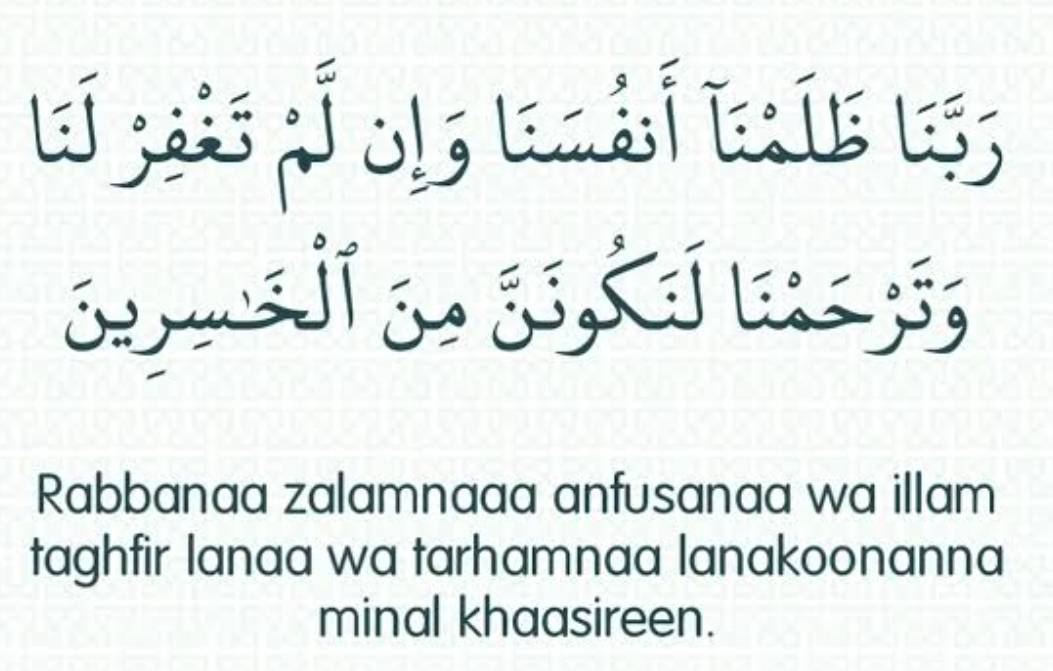 رَبَّنَا ظَلَمْنَآ أَنفُسَنَا وَإِن لَّمْ تَغْفِرْ لَنَا
وَتَرْحَمْنَا لَنَكُونَنَّ مِنَ ٱلْخَـٰسِرِينَ
Rabbanaa zalamnaaa anfusanaa wa illam
taghfir lanaa wa tarhamnaa lanakoonanna
minal khaasireen.